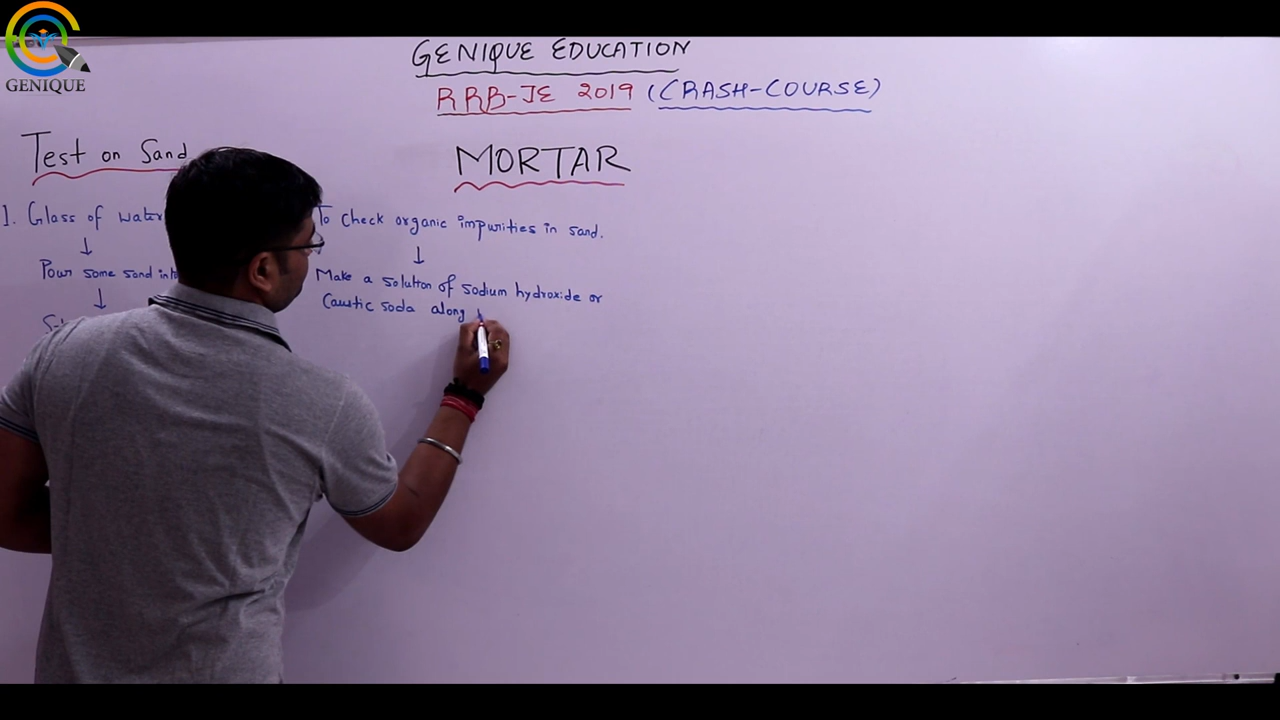 GENIQUE
GENIQUE EDUCATION
RRB-JE 2019 (CRASH-COURSE)
MORTAR
Test on Sand
1. Glass of water
↓
Pour some sand into
↓
To check organic impurities in sand.
↓
Make a solution of sodium hydroxide or
Caustic soda along